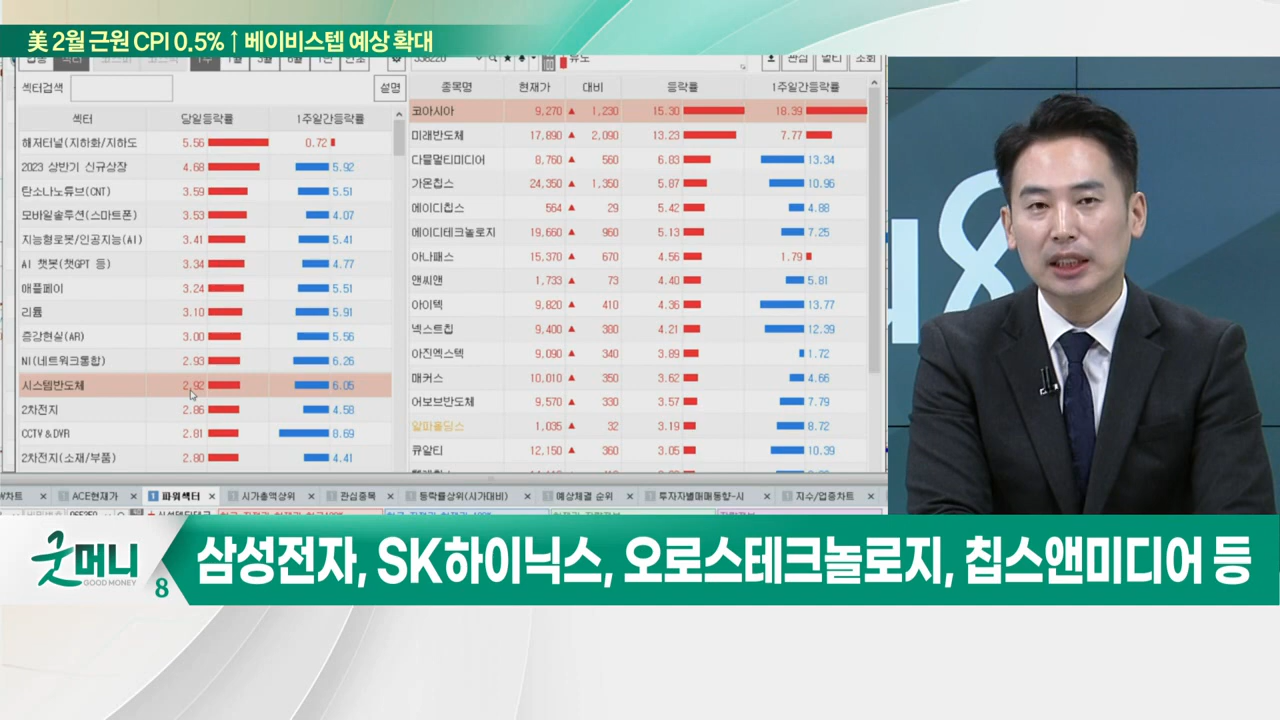 美 2월 근원 CPI 0.5%↑ 베이비스텝 예상 확대
섹터검색 설명
섹터 당일등락률 1주일간등락률
해저터널(지하화/지하도 5.56 0.72
2023 상반기 신규상장 4.68 5.92
탄소나노튜브(CNT) 3.59 5.51
모바일솔루션(스마트폰) 3.53 4.07
지능형로봇/인공지능(AI) 3.41 5.41
AI 챗봇(챗GPT 등) 3.34 4.77
애플페이 3.24 5.51
리튬 3.10 5.91
증강현실(AR) 3.00 5.56
NI(네트워크통합) 2.93 6.26
시스템반도체 2.92 6.05
2차전지 2.86 4.58
CCTV&DVR 2.81 8.69
2차전지(소재/부품) 2.80 4.41
종목명 현재가 대비 등락률 1주일간등락률
코아시아 9,270 ▲ 1,230 15.30 18.39
미래반도체 17,890 ▲ 2,090 13.23 7.77
다믈멀티미디어 8,760 ▲ 560 6.83 13.34
가온칩스 24,350 ▲ 1,350 5.87 10.96
에이디칩스 564 ▲ 29 5.42 4.88
에이디테크놀로지 19,660 ▲ 960 5.13 7.25
아나패스 15,370 ▲ 670 4.56 1.79
앤씨앤 1,733 ▲ 73 4.40 5.81
아이텍 9,820 ▲ 410 4.36 13.77
넥스트칩 9,400 ▲ 380 4.21 12.39
아진엑스텍 9,090 ▲ 340 3.89 1.72
매커스 10,010 ▲ 350 3.62 4.66
어보브반도체 9,570 ▲ 330 3.57 7.79
알파홀딩스 1,035 ▲ 32 3.19 8.72
큐알티 12,150 ▲ 360 3.05 10.39
차트 × 1 ACE현재가 × 1 파워섹터 × 1 시가총액상위 × 1 관심종목 × 1 등락률상위(시가대비) × 1 예상체결 순위 × 1 투자자별매매동향-시 × 1 지수/업종차트 ×
굿머니
GOOD MONEY
8
삼성전자, SK하이닉스, 오로스테크놀로지, 칩스앤미디어 등